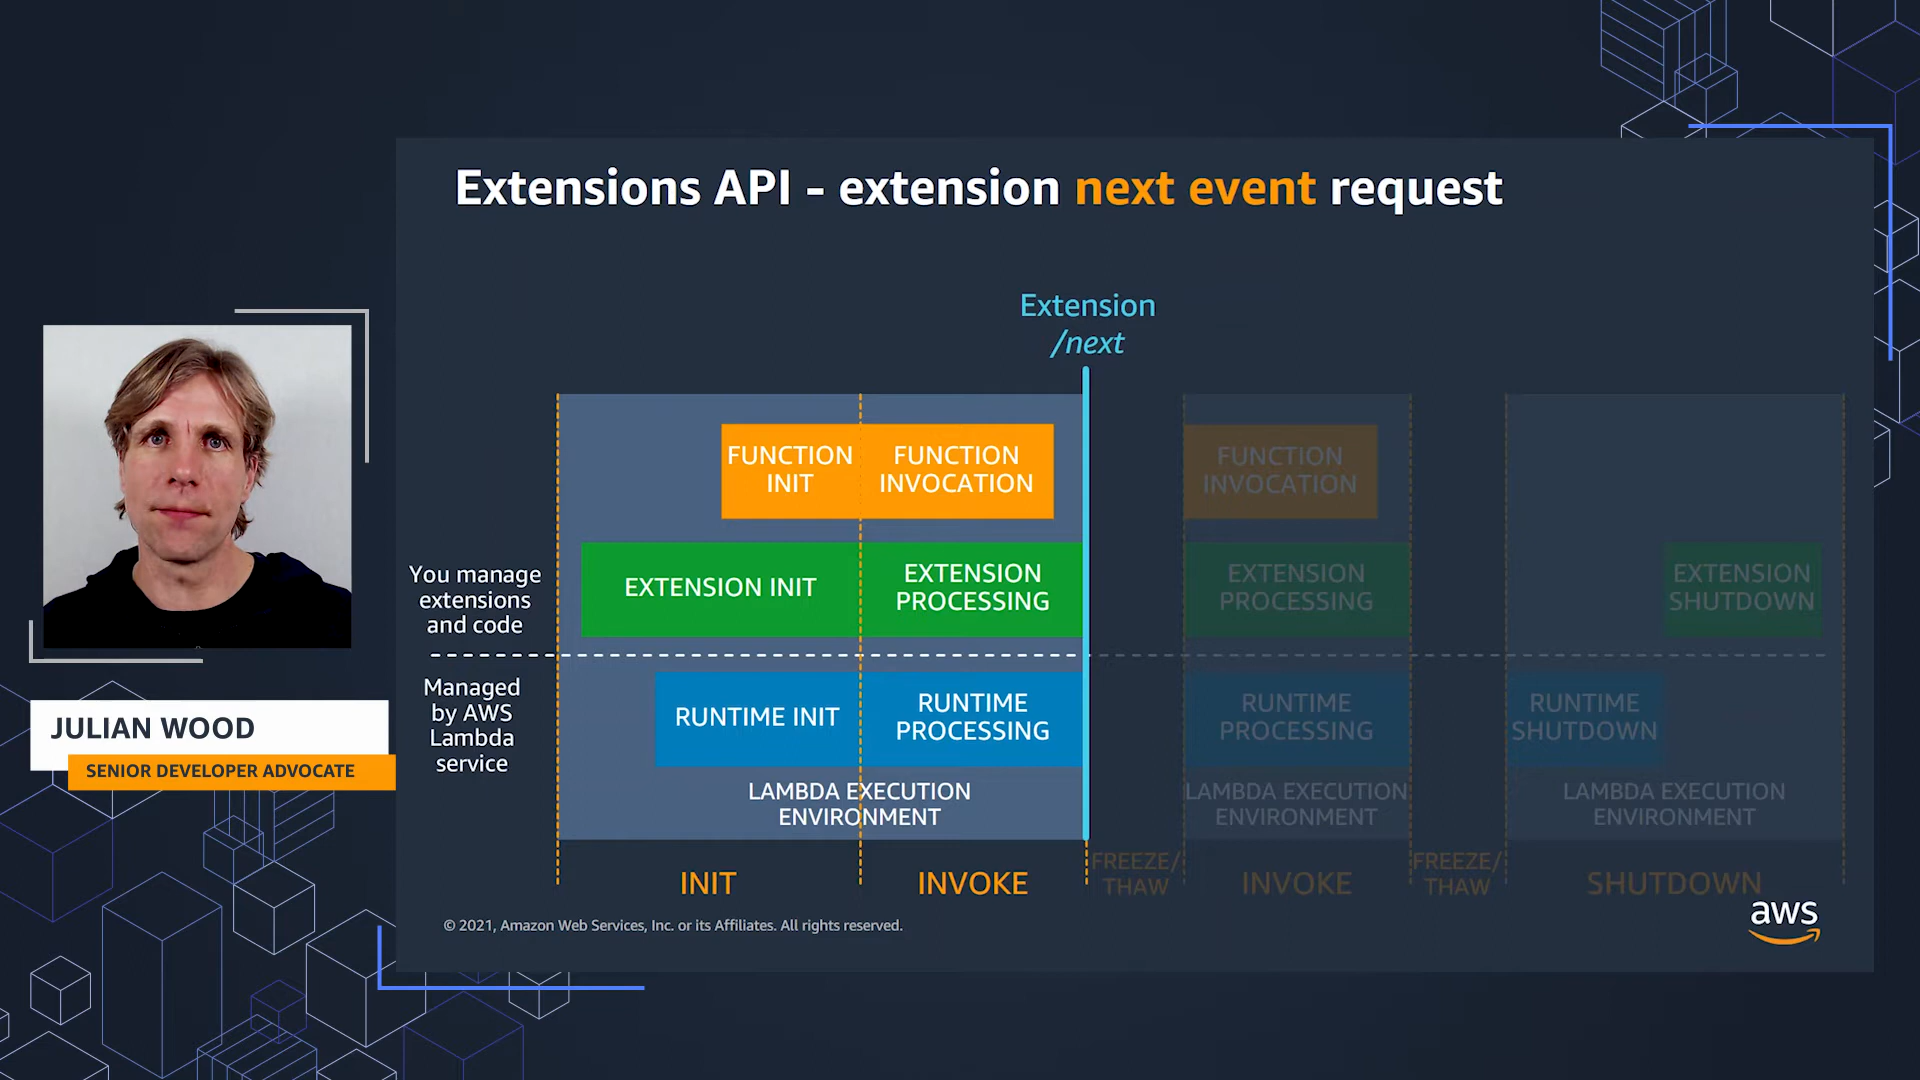 Extensions API - extension next event request
Extension
/next
FUNCTION
INIT
FUNCTION
INVOCATION
FUNCTION
INVOCATION
You manage
extensions
and code
EXTENSION INIT
EXTENSION
PROCESSING
EXTENSION
PROCESSING
EXTENSION
SHUTDOWN
Managed
by AWS
Lambda
service
RUNTIME INIT
RUNTIME
PROCESSING
RUNTIME
PROCESSING
RUNTIME
SHUTDOWN
LAMBDA EXECUTION
ENVIRONMENT
LAMBDA EXECUTION
ENVIRONMENT
LAMBDA EXECUTION
ENVIRONMENT
INIT
INVOKE
FREEZE/
THAW
INVOKE
FREEZE/
THAW
SHUTDOWN
© 2021, Amazon Web Services, Inc. or its Affiliates. All rights reserved.
aws
JULIAN WOOD
SENIOR DEVELOPER ADVOCATE